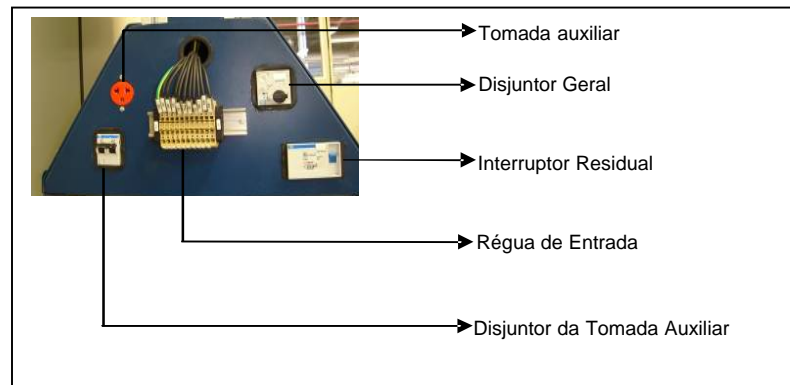 Tomada auxiliar
Disjuntor Geral
Interruptor Residual
Régua de Entrada
Disjuntor da Tomada Auxiliar